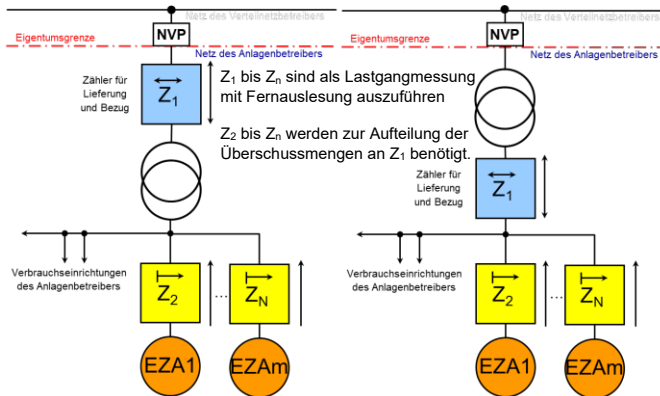 Netz des Verteilnetzbetreibers
NVP
Eigentumsgrenze
Netz des Anlagenbetreibers
Zähler für
Lieferung
und Bezug
Z1
Z1 bis Zn sind als Lastgangmessung
mit Fernauslesung auszuführen
Z2 bis Zn werden zur Aufteilung der
Überschussmengen an Z1 benötigt.
Verbrauchseinrichtungen
des Anlagenbetreibers
Z2
...
ZN
EZA1
EZAm
Netz des Verteilnetzbetreibers
NVP
Eigentumsgrenze
Netz des Anlagenbetreibers
Zähler für
Lieferung
und Bezug
Z1
Verbrauchseinrichtungen
des Anlagenbetreibers
Z2
...
ZN
EZA1
EZAm